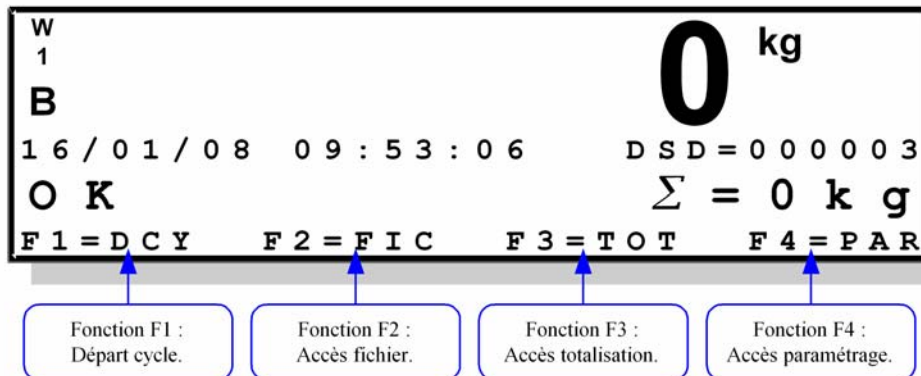 W
1
0 kg
B
16/01/08 09:53:06 DSD=000003
OK Σ = 0 kg
F1=DCY F2=FIC F3=TOT F4=PAR
Fonction F1 :
Départ cycle.
Fonction F2 :
Accès fichier.
Fonction F3 :
Accès totalisation.
Fonction F4 :
Accès paramétrage.